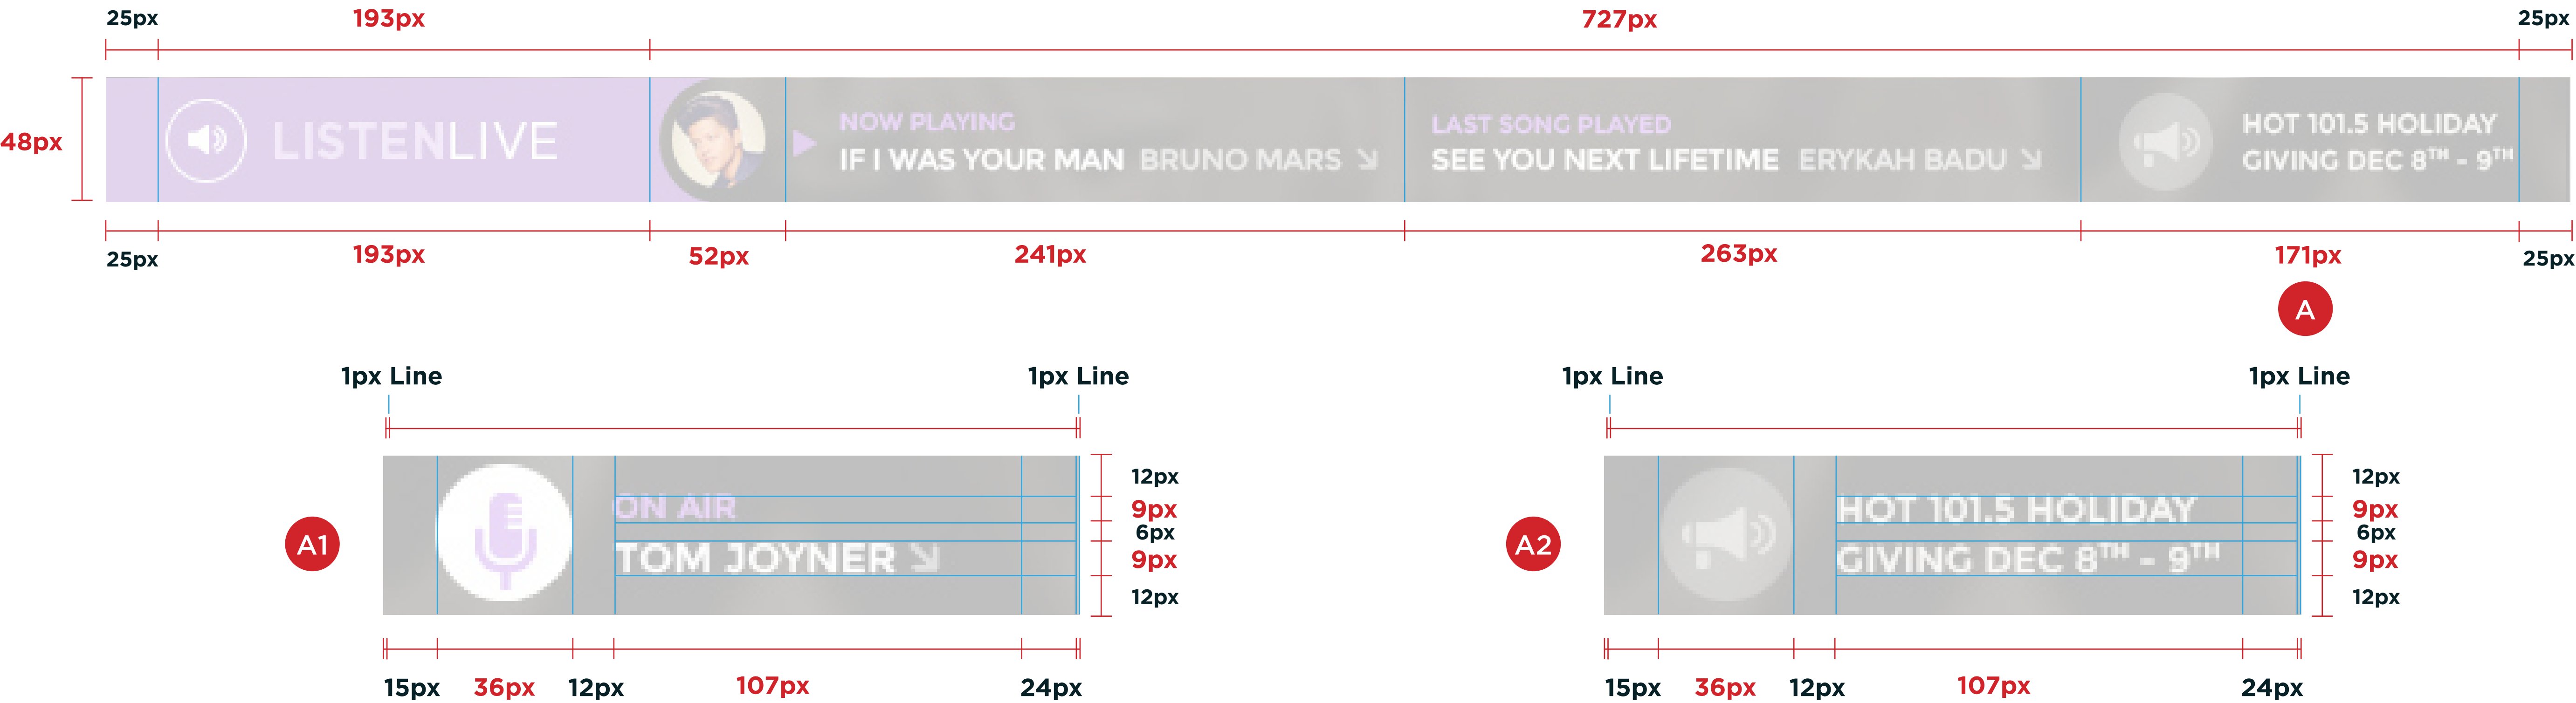 25px 193px 727px 25px
48px
LISTENLIVE
NOW PLAYING
IF I WAS YOUR MAN BRUNO MARS
LAST SONG PLAYED
SEE YOU NEXT LIFETIME ERYKAH BADU
HOT 101.5 HOLIDAY
GIVING DEC 8TH - 9TH
25px 193px 52px 241px 263px 171px 25px
A
1px Line 1px Line
A1
ON AIR
TOM JOYNER
12px
9px
6px
9px
12px
15px 36px 12px 107px 24px
1px Line 1px Line
A2
HOT 101.5 HOLIDAY
GIVING DEC 8TH - 9TH
12px
9px
6px
9px
12px
15px 36px 12px 107px 24px